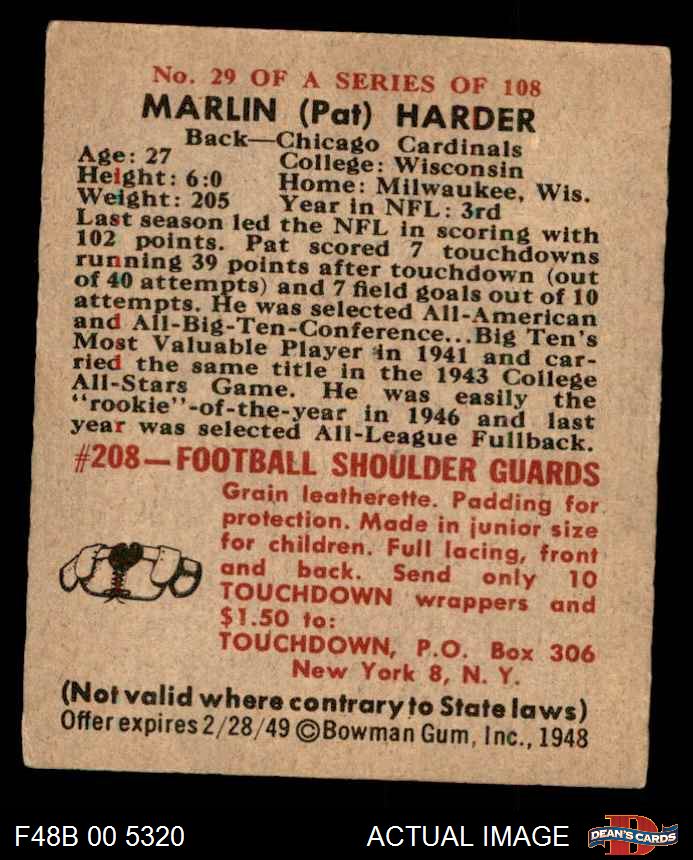 No. 29 OF A SERIES OF 108
MARLIN (Pat) HARDER
Back—Chicago Cardinals
Age: 27 College: Wisconsin
Height: 6:0 Home: Milwaukee, Wis.
Weight: 205 Year in NFL: 3rd
Last season led the NFL in scoring with
102 points. Pat scored 7 touchdowns
running 39 points after touchdown (out
of 40 attempts) and 7 field goals out of 10
attempts. He was selected All-American
and All-Big-Ten-Conference...Big Ten's
Most Valuable Player in 1941 and car-
ried the same title in the 1943 College
All-Stars Game. He was easily the
"rookie"-of-the-year in 1946 and last
year was selected All-League Fullback.
#208—FOOTBALL SHOULDER GUARDS
Grain leatherette. Padding for
protection. Made in junior size
for children. Full lacing, front
and back. Send only 10
TOUCHDOWN wrappers and
$1.50 to:
TOUCHDOWN, P.O. Box 306
New York 8, N. Y.
(Not valid where contrary to State laws)
Offer expires 2/28/49 ©Bowman Gum, Inc., 1948
F48B 00 5320 ACTUAL IMAGE D DEAN'S CARDS